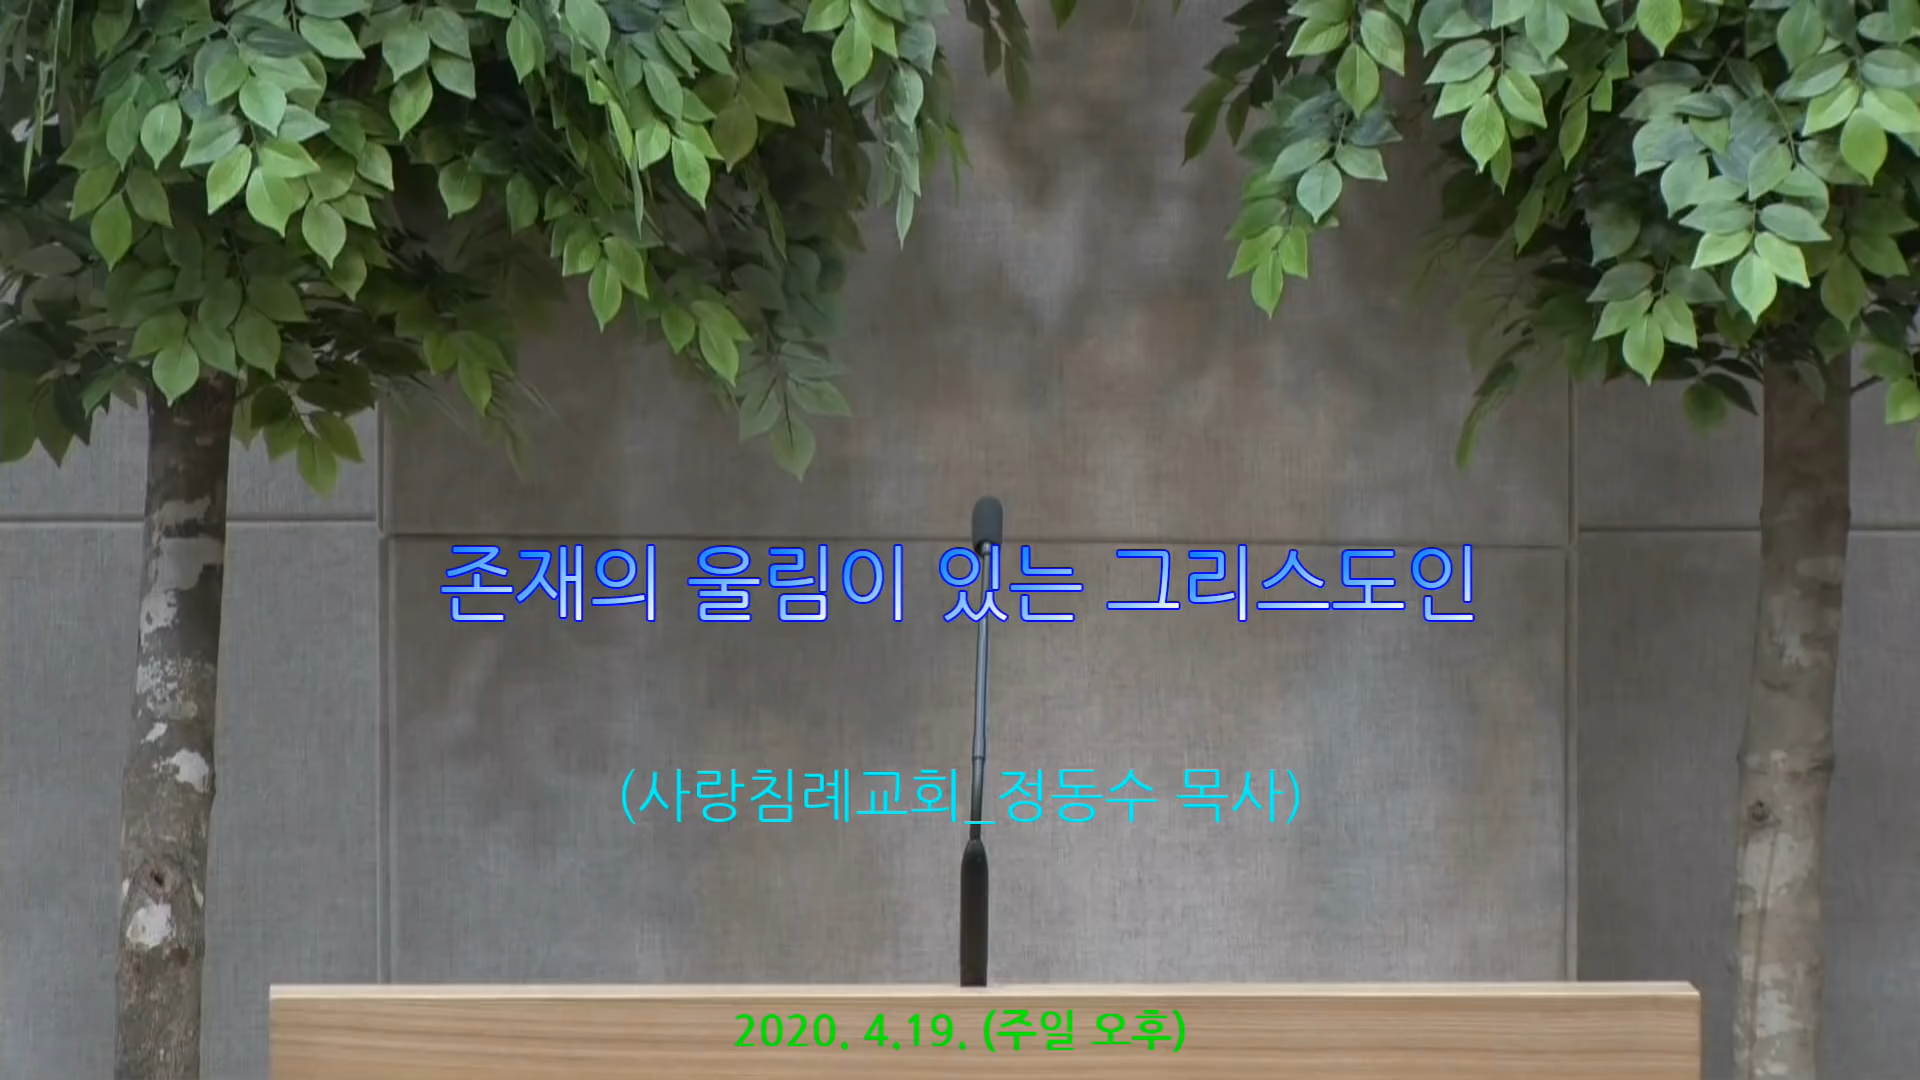 존재의 울림이 있는 그리스도인
(사랑침례교회_정동수 목사)
2020. 4.19. (주일 오후)